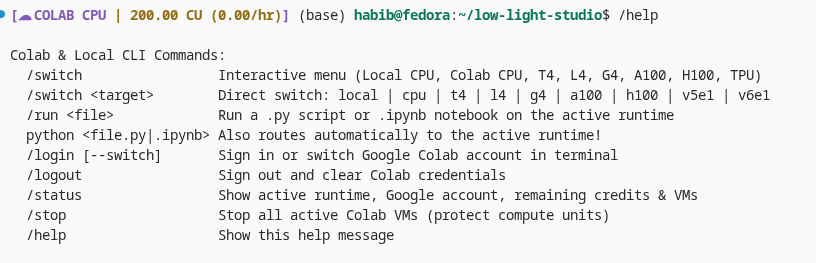 [☁COLAB CPU | 200.00 CU (0.00/hr)] (base) habib@fedora:~/low-light-studio$ /help
Colab & Local CLI Commands:
/switch Interactive menu (Local CPU, Colab CPU, T4, L4, G4, A100, H100, TPU)
/switch <target> Direct switch: local | cpu | t4 | l4 | g4 | a100 | h100 | v5e1 | v6e1
/run <file> Run a .py script or .ipynb notebook on the active runtime
python <file.py|.ipynb> Also routes automatically to the active runtime!
/login [--switch] Sign in or switch Google Colab account in terminal
/logout Sign out and clear Colab credentials
/status Show active runtime, Google account, remaining credits & VMs
/stop Stop all active Colab VMs (protect compute units)
/help Show this help message